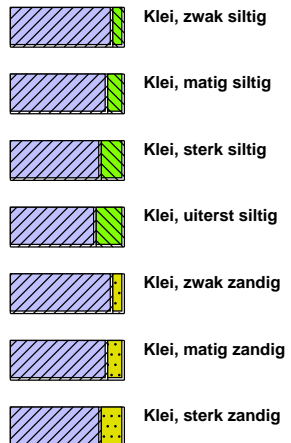 Klei, zwak siltig
Klei, matig siltig
Klei, sterk siltig
Klei, uiterst siltig
Klei, zwak zandig
Klei, matig zandig
Klei, sterk zandig